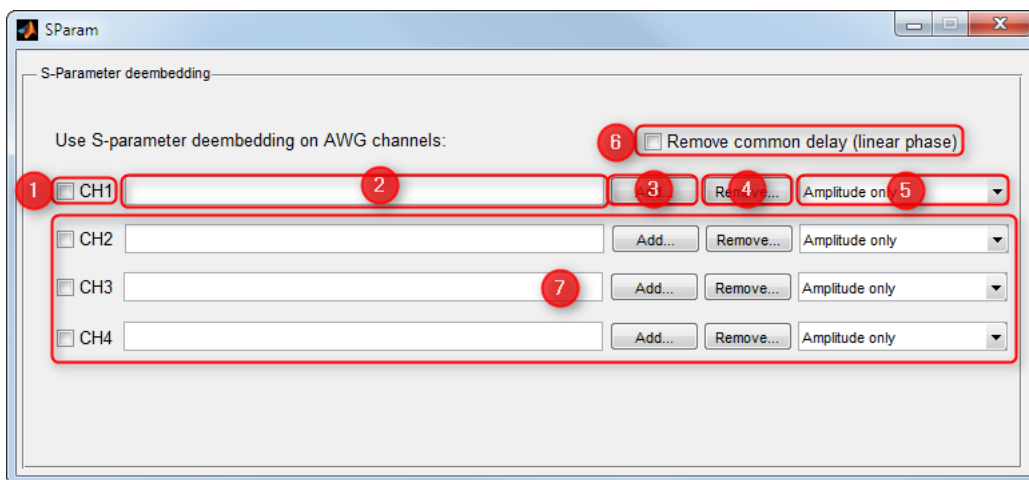 SParam
S-Parameter deembedding
Use S-parameter deembedding on AWG channels:
6 Remove common delay (linear phase)
1 CH1 2 Add... 3 Remove... 4 Amplitude only 5
CH2 Add... Remove... Amplitude only
CH3 7 Add... Remove... Amplitude only
CH4 Add... Remove... Amplitude only